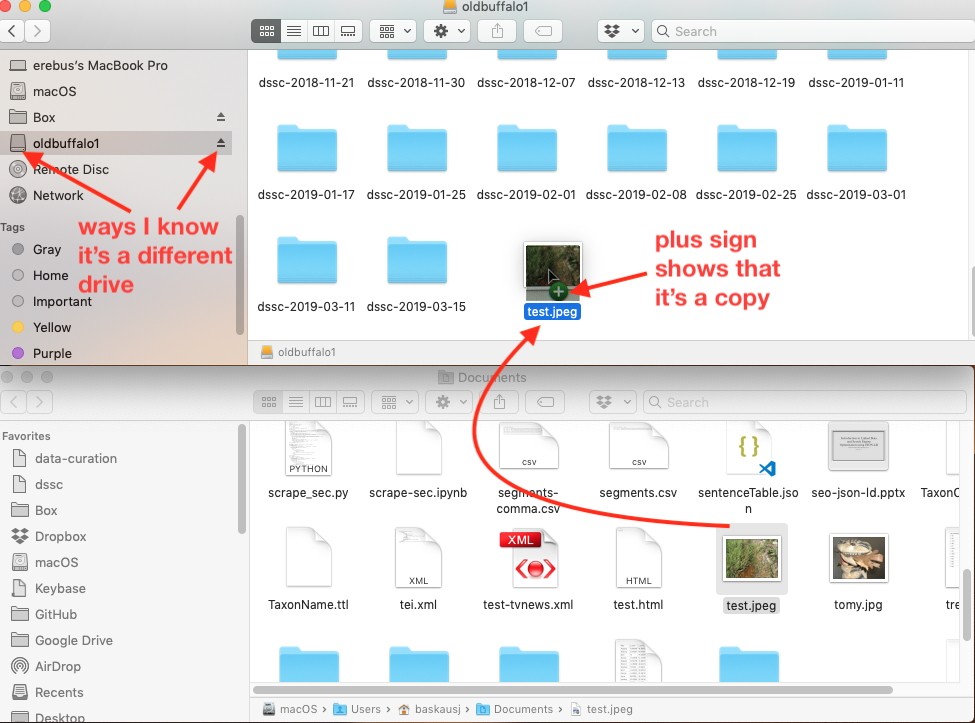 oldbuffalo1
Search
erebus's MacBook Pro
macOS
Box
oldbuffalo1
Remote Disc
Network
Tags
Gray
Home
Important
Yellow
Purple
ways I know
it's a different
drive
dssc-2018-11-21 dssc-2018-11-30 dssc-2018-12-07 dssc-2018-12-13 dssc-2018-12-19 dssc-2019-01-11
dssc-2019-01-17 dssc-2019-01-25 dssc-2019-02-01 dssc-2019-02-08 dssc-2019-02-25 dssc-2019-03-01
dssc-2019-03-11 dssc-2019-03-15 test.jpeg
plus sign
shows that
it's a copy
oldbuffalo1
Documents
Search
Favorites
data-curation
dssc
Box
Dropbox
macOS
Keybase
GitHub
Google Drive
AirDrop
Recents
Desktop
PYTHON
csv
csv
{ }
scrape_sec.py scrape-sec.ipynb segments-
comma.csv
segments.csv sentenceTable.jso
n
seo-json-ld.pptx
XML
XML
HTML
TaxonName.ttl tei.xml test-tvnews.xml test.html test.jpeg tomy.jpg
macOS › Users › baskausj › Documents › test.jpeg